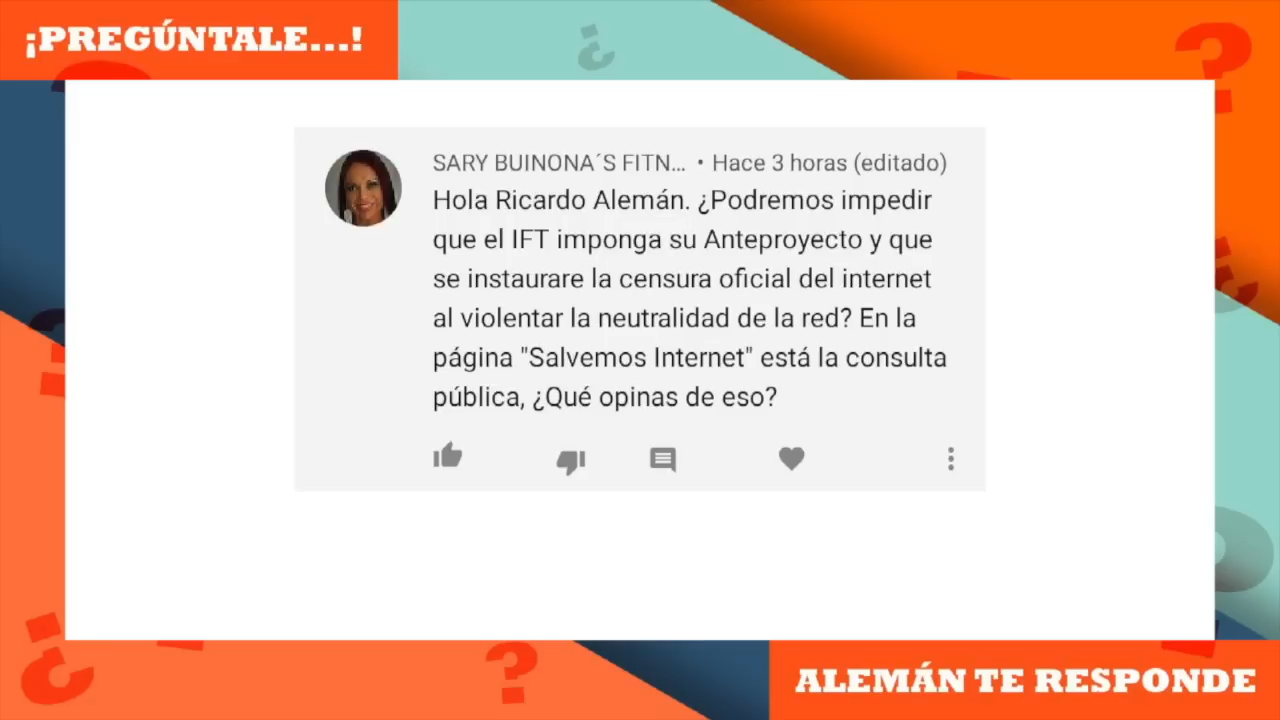 ¡PREGÚNTALE...!
SARY BUINONA´S FITN... • Hace 3 horas (editado)
Hola Ricardo Alemán. ¿Podremos impedir
que el IFT imponga su Anteproyecto y que
se instaurare la censura oficial del internet
al violentar la neutralidad de la red? En la
página "Salvemos Internet" está la consulta
pública, ¿Qué opinas de eso?
ALEMÁN TE RESPONDE